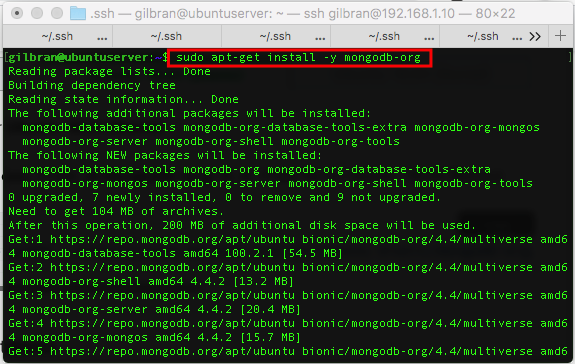 .ssh — gilbran@ubuntuserver: ~ — ssh gilbran@192.168.1.10 — 80×22
~/.ssh ~/.ssh ~/.ssh ~/.ssh ~/.ssh >> +
[gilbran@ubuntuserver:~$ sudo apt-get install -y mongodb-org
Reading package lists... Done
Building dependency tree
Reading state information... Done
The following additional packages will be installed:
  mongodb-database-tools mongodb-org-database-tools-extra mongodb-org-mongos
  mongodb-org-server mongodb-org-shell mongodb-org-tools
The following NEW packages will be installed:
  mongodb-database-tools mongodb-org mongodb-org-database-tools-extra
  mongodb-org-mongos mongodb-org-server mongodb-org-shell mongodb-org-tools
0 upgraded, 7 newly installed, 0 to remove and 9 not upgraded.
Need to get 104 MB of archives.
After this operation, 200 MB of additional disk space will be used.
Get:1 https://repo.mongodb.org/apt/ubuntu bionic/mongodb-org/4.4/multiverse amd6
4 mongodb-database-tools amd64 100.2.1 [54.5 MB]
Get:2 https://repo.mongodb.org/apt/ubuntu bionic/mongodb-org/4.4/multiverse amd6
4 mongodb-org-shell amd64 4.4.2 [13.2 MB]
Get:3 https://repo.mongodb.org/apt/ubuntu bionic/mongodb-org/4.4/multiverse amd6
4 mongodb-org-server amd64 4.4.2 [20.4 MB]
Get:4 https://repo.mongodb.org/apt/ubuntu bionic/mongodb-org/4.4/multiverse amd6
4 mongodb-org-mongos amd64 4.4.2 [15.7 MB]
Get:5 https://repo.mongodb.org/apt/ubuntu bionic/mongodb-org/4.4/multiverse amd6